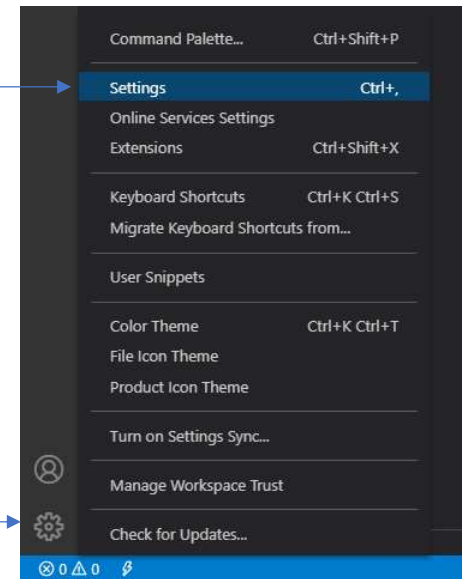 Command Palette... Ctrl+Shift+P
Settings Ctrl+,
Online Services Settings
Extensions Ctrl+Shift+X
Keyboard Shortcuts Ctrl+K Ctrl+S
Migrate Keyboard Shortcuts from...
User Snippets
Color Theme Ctrl+K Ctrl+T
File Icon Theme
Product Icon Theme
Turn on Settings Sync...
Manage Workspace Trust
Check for Updates...
0 0